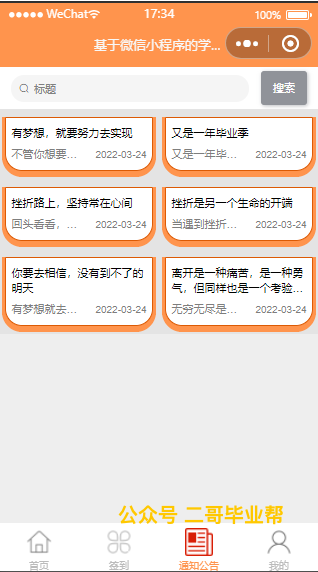 WeChat 17:34 100%
基于微信小程序的学...
标题 搜索
有梦想，就要努力去实现
不管你想要... 2022-03-24
又是一年毕业季
又是一年毕... 2022-03-24
挫折路上，坚持常在心间
回头看看，... 2022-03-24
挫折是另一个生命的开端
当遇到挫折... 2022-03-24
你要去相信，没有到不了的
明天
有梦想就去... 2022-03-24
离开是一种痛苦，是一种勇
气，但同样也是一个考验...
无穷无尽是... 2022-03-24
公众号 二哥毕业帮
首页 签到 通知公告 我的